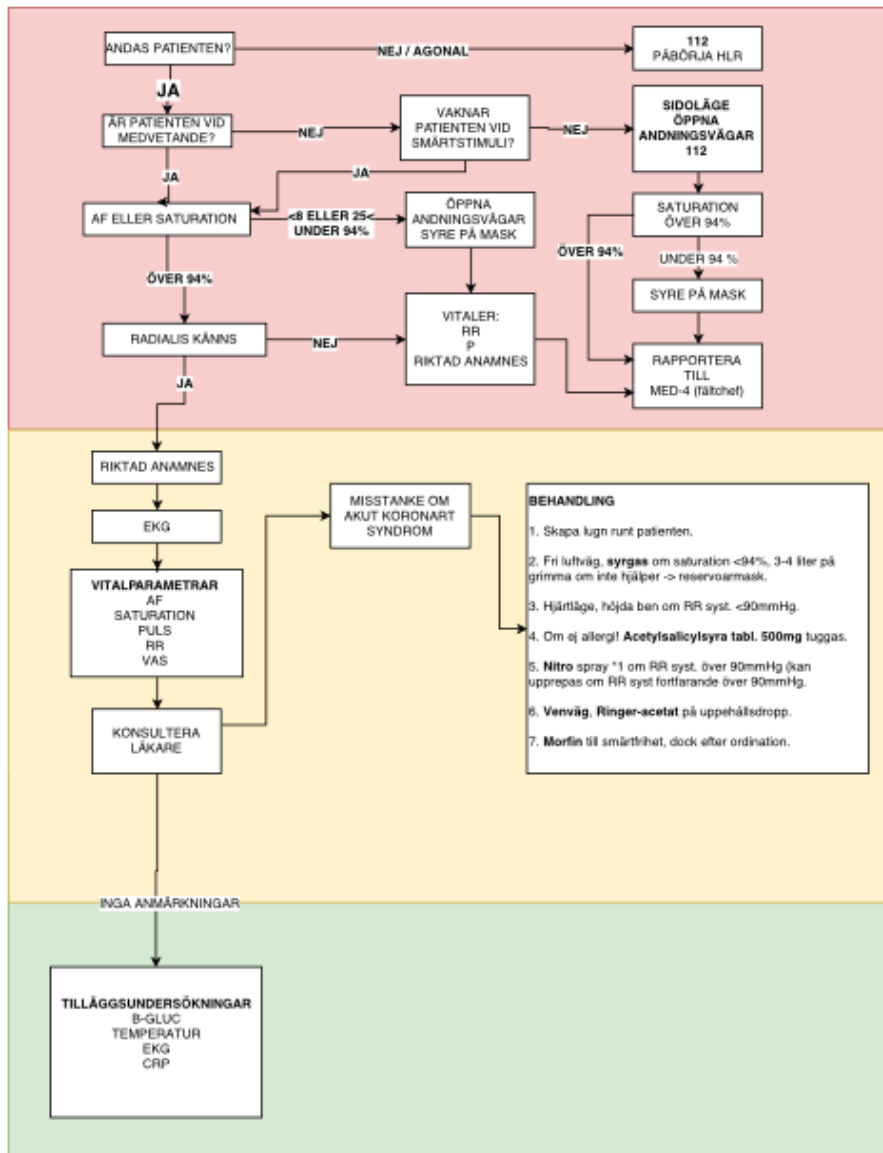 ANDAS PATIENTEN?
NEJ / AGONAL
112
PÅBÖRJA HLR
JA
ÄR PATIENTEN VID
MEDVETANDE?
NEJ
VAKNAR
PATIENTEN VID
SMÄRTSTIMULI?
NEJ
SIDOLÄGE
ÖPPNA
ANDNINGSVÄGAR
112
JA
JA
AF ELLER SATURATION
<8 ELLER 25<
UNDER 94%
ÖPPNA
ANDNINGSVÄGAR
SYRE PÅ MASK
SATURATION
ÖVER 94%
ÖVER 94%
UNDER 94 %
SYRE PÅ MASK
ÖVER 94%
RADIALIS KÄNNS
NEJ
VITALER:
RR
P
RIKTAD ANAMNES
RAPPORTERA
TILL
MED-4 (fältchef)
JA
RIKTAD ANAMNES
EKG
VITALPARAMETRAR
AF
SATURATION
PULS
RR
VAS
KONSULTERA
LÄKARE
MISSTANKE OM
AKUT KORONART
SYNDROM
BEHANDLING
1. Skapa lugn runt patienten.
2. Fri luftväg, syrgas om saturation <94%, 3-4 liter på
grimma om inte hjälper -> reservoarmask.
3. Hjärtläge, höjda ben om RR syst. <90mmHg.
4. Om ej allergi! Acetylsalicylsyra tabl. 500mg tuggas.
5. Nitro spray *1 om RR syst. över 90mmHg (kan
upprepas om RR syst fortfarande över 90mmHg.
6. Venväg, Ringer-acetat på uppehållsdropp.
7. Morfin till smärtfrihet, dock efter ordination.
INGA ANMÄRKNINGAR
TILLÄGGSUNDERSÖKNINGAR
B-GLUC
TEMPERATUR
EKG
CRP